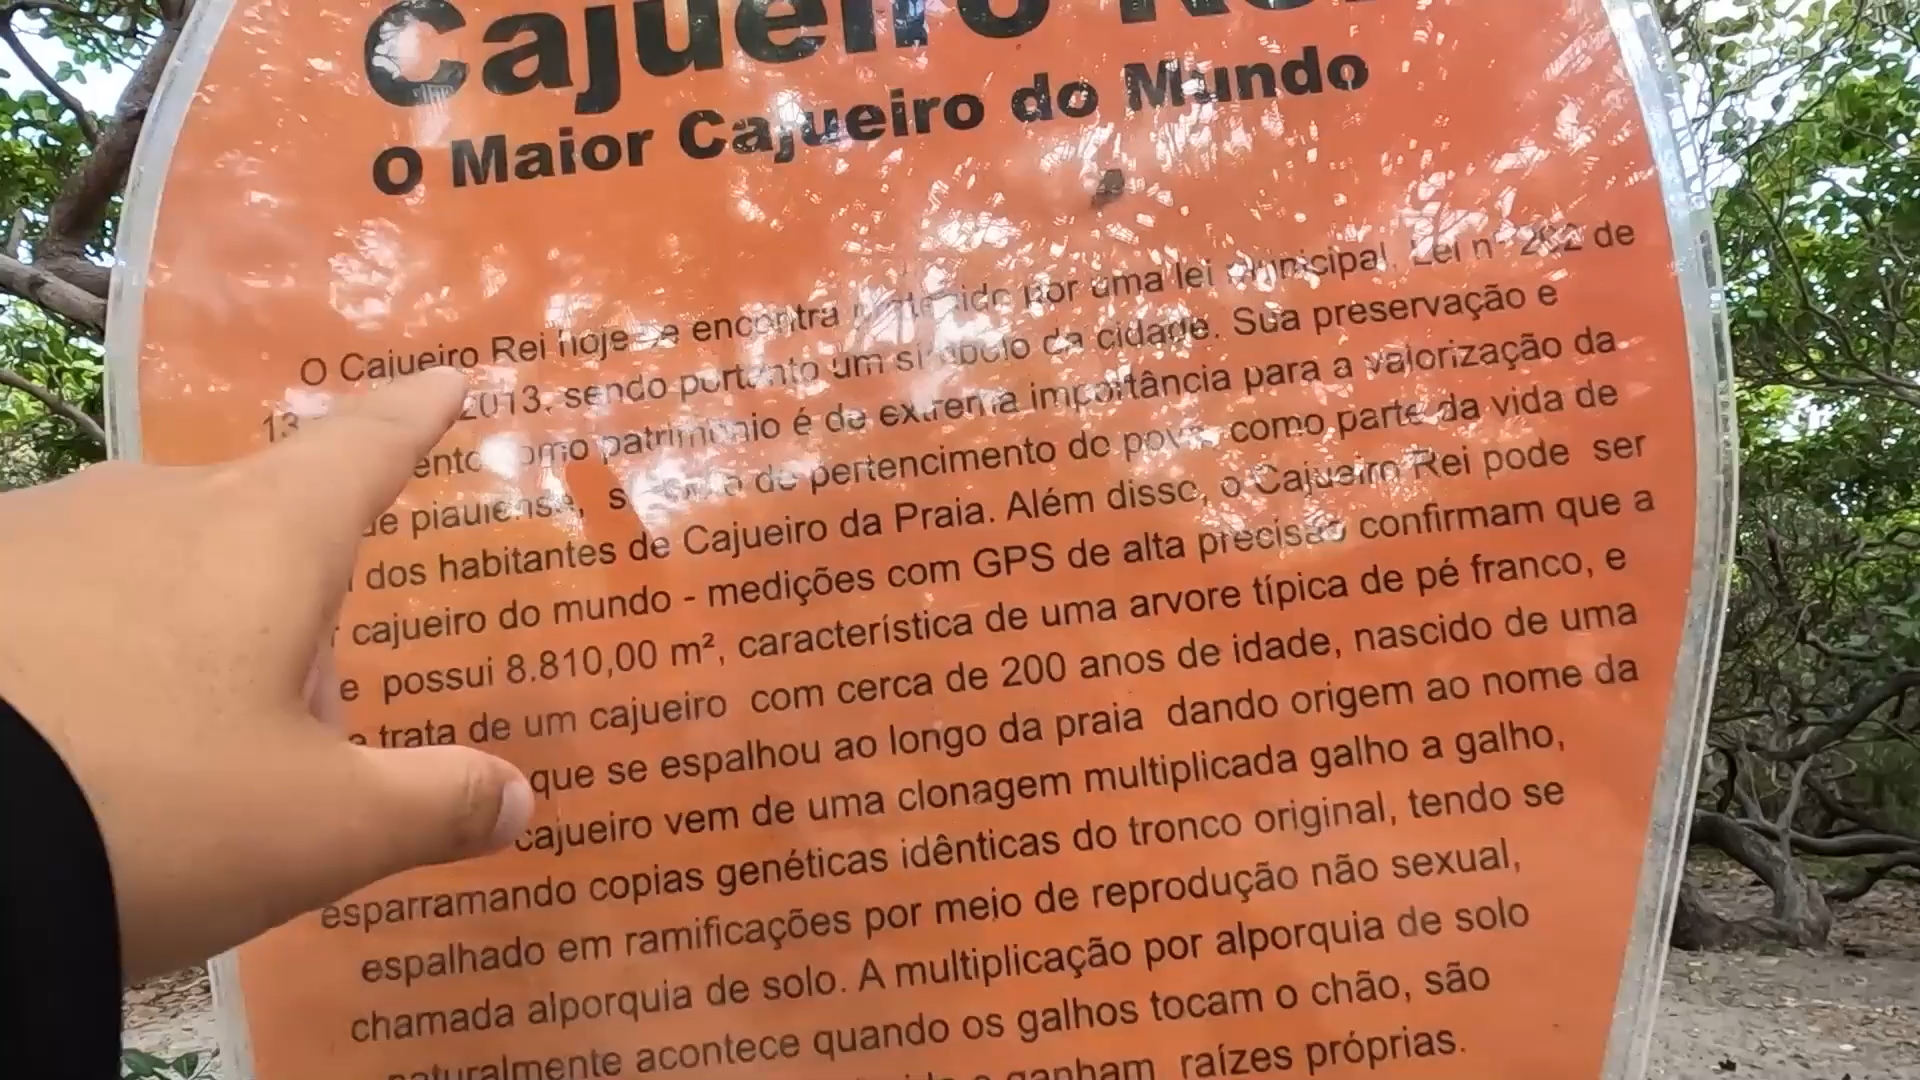 Cajueiro Rei
O Maior Cajueiro do Mundo
O Cajueiro Rei hoje se encontra por uma lei Municipal, Lei nº 262 de
13 2013, sendo portanto um símbolo da cidade. Sua preservação e
como patrimônio é de extrema importância para a valorização da
piauiense, de pertencimento do povo, como parte da vida de
dos habitantes de Cajueiro da Praia. Além disso, o Cajueiro Rei pode ser
cajueiro do mundo - medições com GPS de alta precisão confirmam que a
e possui 8.810,00 m², característica de uma arvore típica de pé franco, e
trata de um cajueiro com cerca de 200 anos de idade, nascido de uma
que se espalhou ao longo da praia dando origem ao nome da
cajueiro vem de uma clonagem multiplicada galho a galho,
esparramando copias genéticas idênticas do tronco original, tendo se
espalhado em ramificações por meio de reprodução não sexual,
chamada alporquia de solo. A multiplicação por alporquia de solo
naturalmente acontece quando os galhos tocam o chão, são
e ganham raízes próprias.